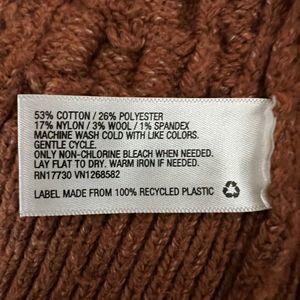 53% COTTON / 26% POLYESTER
17% NYLON / 3% WOOL / 1% SPANDEX
MACHINE WASH COLD WITH LIKE COLORS.
GENTLE CYCLE.
ONLY NON-CHLORINE BLEACH WHEN NEEDED.
LAY FLAT TO DRY. WARM IRON IF NEEDED.
RN17730 VN1268582
LABEL MADE FROM 100% RECYCLED PLASTIC